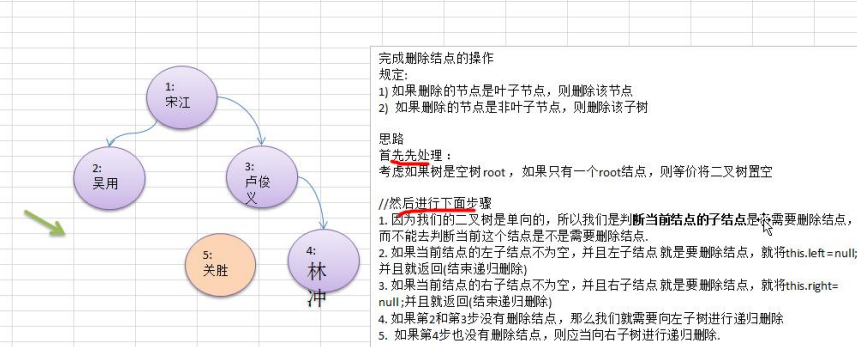 1:
宋江
2:
吴用
3:
卢俊
义
5:
关胜
4:
林
冲
完成删除结点的操作
规定:
1) 如果删除的节点是叶子节点，则删除该节点
2) 如果删除的节点是非叶子节点，则删除该子树
思路
首先先处理：
考虑如果树是空树root，如果只有一个root结点，则等价将二叉树置空
//然后进行下面步骤
1. 因为我们的二叉树是单向的，所以我们是判断当前结点的子结点是 需要删除结点，
而不能去判断当前这个结点是不是需要删除结点.
2. 如果当前结点的左子结点不为空，并且左子结点 就是要删除结点，就将this.left = null;
并且就返回(结束递归删除)
3. 如果当前结点的右子结点不为空，并且右子结点 就是要删除结点，就将this.right=
null ;并且就返回(结束递归删除)
4. 如果第2和第3步没有删除结点，那么我们就需要向左子树进行递归删除
5. 如果第4步也没有删除结点，则应当向右子树进行递归删除.